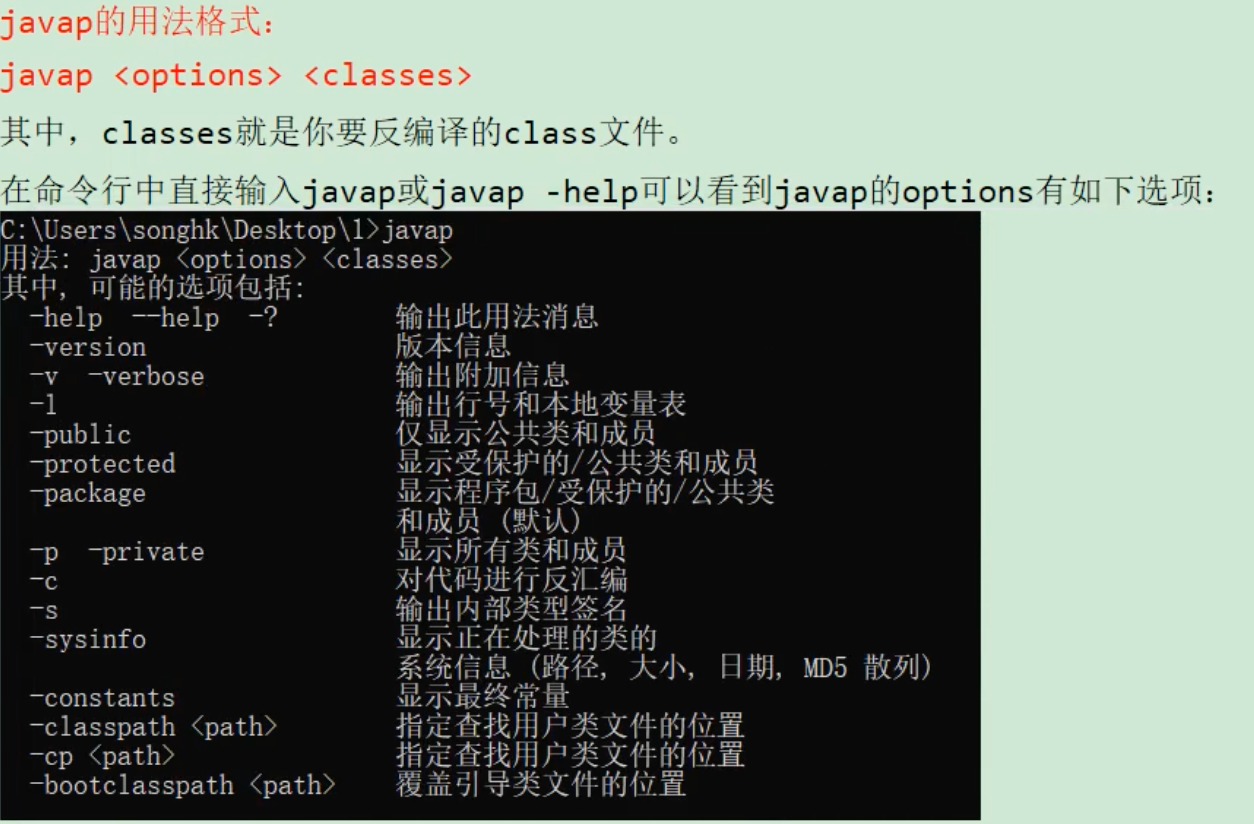 javap的用法格式：
javap <options> <classes>
其中，classes就是你要反编译的class文件。
在命令行中直接输入javap或javap -help可以看到javap的options有如下选项：
C:\Users\songhk\Desktop\1>javap
用法: javap <options> <classes>
其中, 可能的选项包括:
-help --help -? 输出此用法消息
-version 版本信息
-v -verbose 输出附加信息
-l 输出行号和本地变量表
-public 仅显示公共类和成员
-protected 显示受保护的/公共类和成员
-package 显示程序包/受保护的/公共类
和成员 (默认)
-p -private 显示所有类和成员
-c 对代码进行反汇编
-s 输出内部类型签名
-sysinfo 显示正在处理的类的
系统信息 (路径, 大小, 日期, MD5 散列)
-constants 显示最终常量
-classpath <path> 指定查找用户类文件的位置
-cp <path> 指定查找用户类文件的位置
-bootclasspath <path> 覆盖引导类文件的位置